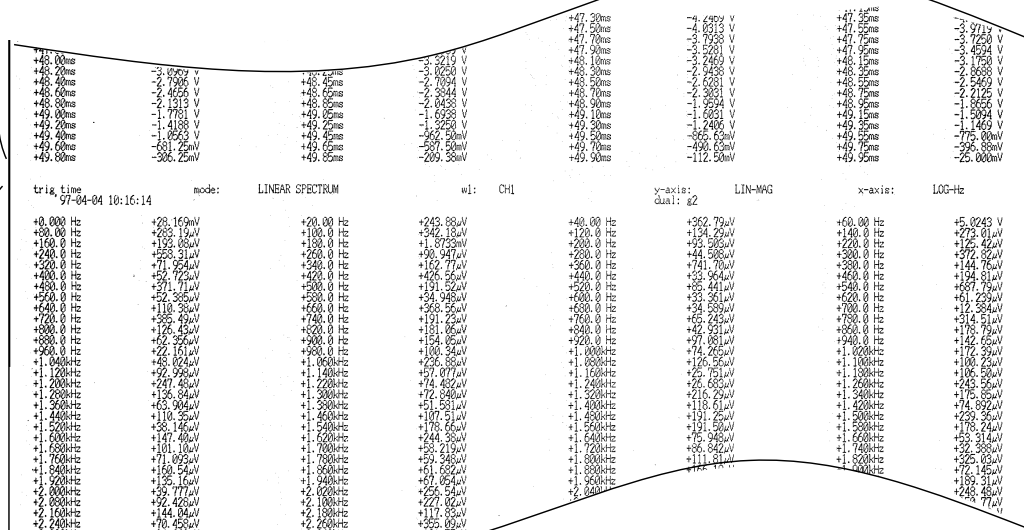 +47.30ms -4.2469 V +47.35ms
+47.50ms -4.0313 V +47.55ms -3.9719 V
+47.70ms -3.7938 V +47.75ms -3.7250 V
+47.90ms -3.5281 V +47.95ms -3.4594 V
+48.00ms -3.3219 V +48.10ms -3.2469 V +48.15ms -3.1750 V
+48.20ms -3.0969 V +48.25ms -3.0250 V +48.30ms -2.9438 V +48.35ms -2.8688 V
+48.40ms -2.7906 V +48.45ms -2.7094 V +48.50ms -2.6281 V +48.55ms -2.5469 V
+48.60ms -2.4656 V +48.65ms -2.3844 V +48.70ms -2.3031 V +48.75ms -2.2125 V
+48.80ms -2.1313 V +48.85ms -2.0438 V +48.90ms -1.9594 V +48.95ms -1.8656 V
+49.00ms -1.7781 V +49.05ms -1.6938 V +49.10ms -1.6031 V +49.15ms -1.5094 V
+49.20ms -1.4188 V +49.25ms -1.3250 V +49.30ms -1.2406 V +49.35ms -1.1469 V
+49.40ms -1.0563 V +49.45ms -962.50mV +49.50ms -865.63mV +49.55ms -775.00mV
+49.60ms -681.25mV +49.65ms -587.50mV +49.70ms -490.63mV +49.75ms -396.88mV
+49.80ms -306.25mV +49.85ms -209.38mV +49.90ms -112.50mV +49.95ms -25.000mV
trig time mode: LINEAR SPECTRUM w1: CH1 y-axis: LIN-MAG x-axis: LOG-Hz
'97-04-04 10:16:14 dual: g2
+0.000 Hz +28.169mV +20.00 Hz +243.88µV +40.00 Hz +362.79µV +60.00 Hz +5.0243 V
+80.00 Hz +283.19µV +100.0 Hz +342.18µV +120.0 Hz +134.29µV +140.0 Hz +273.01µV
+160.0 Hz +193.08µV +180.0 Hz +1.8733mV +200.0 Hz +93.503µV +220.0 Hz +125.42µV
+240.0 Hz +558.31µV +260.0 Hz +90.947µV +280.0 Hz +44.508µV +300.0 Hz +372.82µV
+320.0 Hz +71.954µV +340.0 Hz +162.77µV +360.0 Hz +741.70µV +380.0 Hz +144.76µV
+400.0 Hz +52.723µV +420.0 Hz +426.56µV +440.0 Hz +33.964µV +460.0 Hz +194.81µV
+480.0 Hz +371.71µV +500.0 Hz +191.52µV +520.0 Hz +85.441µV +540.0 Hz +687.79µV
+560.0 Hz +52.385µV +580.0 Hz +34.948µV +600.0 Hz +33.361µV +620.0 Hz +61.239µV
+640.0 Hz +110.38µV +660.0 Hz +368.56µV +680.0 Hz +34.589µV +700.0 Hz +12.384µV
+720.0 Hz +385.49µV +740.0 Hz +191.23µV +760.0 Hz +65.243µV +780.0 Hz +314.51µV
+800.0 Hz +126.43µV +820.0 Hz +181.06µV +840.0 Hz +42.931µV +860.0 Hz +178.79µV
+880.0 Hz +62.356µV +900.0 Hz +154.05µV +920.0 Hz +97.081µV +940.0 Hz +142.65µV
+960.0 Hz +22.161µV +980.0 Hz +100.34µV +1.000kHz +74.265µV +1.020kHz +172.39µV
+1.040kHz +48.024µV +1.060kHz +236.88µV +1.080kHz +126.56µV +1.100kHz +100.23µV
+1.120kHz +92.998µV +1.140kHz +57.077µV +1.160kHz +25.751µV +1.180kHz +106.50µV
+1.200kHz +247.48µV +1.220kHz +74.482µV +1.240kHz +26.683µV +1.260kHz +243.56µV
+1.280kHz +136.84µV +1.300kHz +72.840µV +1.320kHz +216.29µV +1.340kHz +175.85µV
+1.360kHz +63.904µV +1.380kHz +51.581µV +1.400kHz +118.61µV +1.420kHz +74.892µV
+1.440kHz +110.35µV +1.460kHz +107.51µV +1.480kHz +191.25µV +1.500kHz +239.36µV
+1.520kHz +38.146µV +1.540kHz +178.66µV +1.560kHz +191.50µV +1.580kHz +178.24µV
+1.600kHz +147.40µV +1.620kHz +244.38µV +1.640kHz +75.948µV +1.660kHz +53.314µV
+1.680kHz +101.10µV +1.700kHz +58.219µV +1.720kHz +86.842µV +1.740kHz +32.388µV
+1.760kHz +71.093µV +1.780kHz +59.348µV +1.800kHz +111.81µV +1.820kHz +325.03µV
+1.840kHz +160.54µV +1.860kHz +61.682µV +1.880kHz +1.900kHz +72.145µV
+1.920kHz +135.16µV +1.940kHz +67.054µV +1.960kHz +189.31µV
+2.000kHz +39.777µV +2.020kHz +256.54µV +2.040 +248.48µV
+2.080kHz +92.428µV +2.100kHz +227.02µV
+2.160kHz +144.04µV +2.180kHz +117.83µV
+2.240kHz +70.458µV +2.260kHz +355.09µV